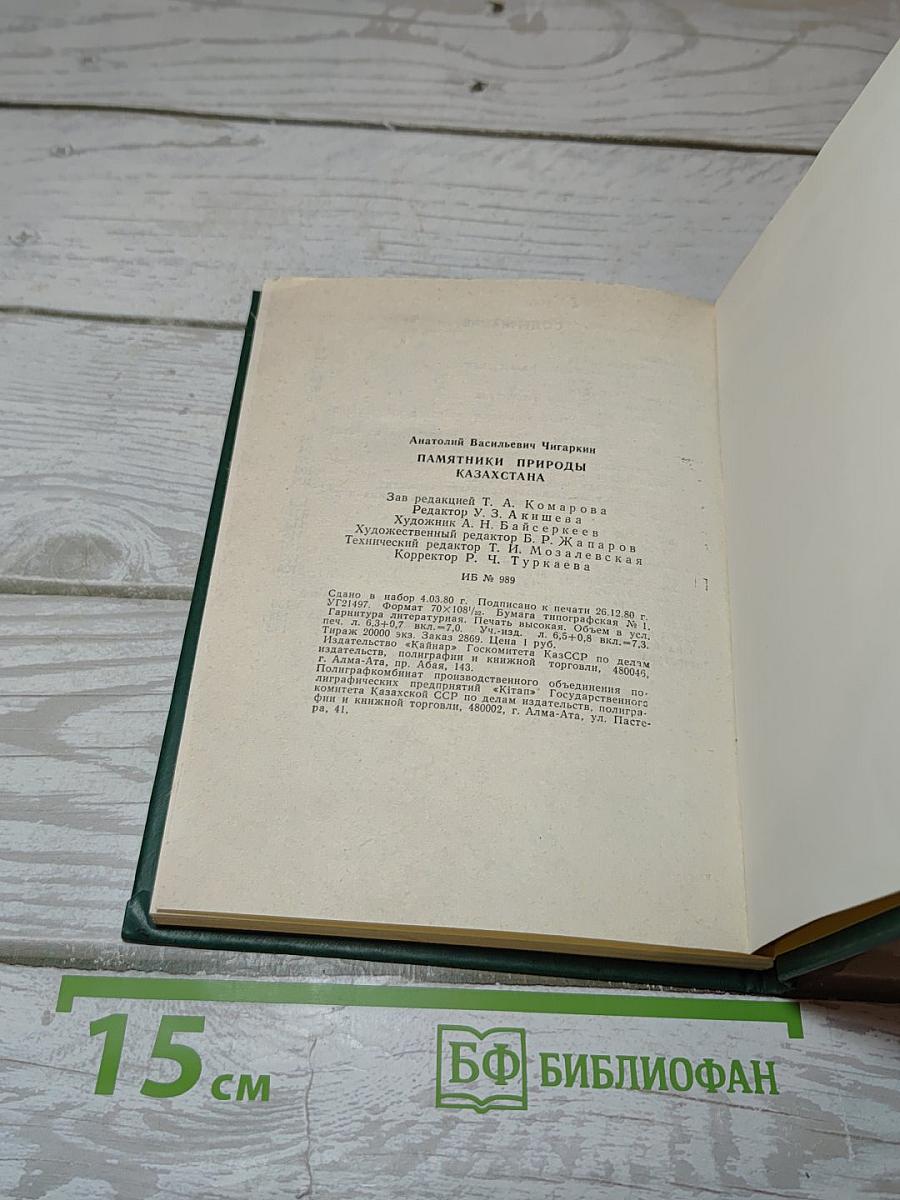 Анатолий Васильевич Чигаркин
ПАМЯТНИКИ ПРИРОДЫ
КАЗАХСТАНА
Зав редакцией Т. А. Комарова
Редактор У. З. Акишева
Художник А. Н. Байсеркеев
Художественный редактор Б. Р. Жапаров
Технический редактор Т. И. Мозалевская
Корректор Р. Ч. Туркаева
ИБ № 989
Сдано в набор 4.03.80 г. Подписано к печати 26.12.80 г.
УГ21497. Формат 70×108¹/₃₂. Бумага типографская № 1.
Гарнитура литературная. Печать высокая. Объем в усл.
печ. л. 6,3+0,7 вкл.=7,0. Уч.-изд. л. 6,5+0,8 вкл.=7,3.
Тираж 20000 экз. Заказ 2869. Цена 1 руб.
Издательство «Кайнар» Госкомитета КазССР по делам
издательств, полиграфии и книжной торговли, 480046,
г. Алма-Ата, пр. Абая, 143.
Полиграфкомбинат производственного объединения по-
лиграфических предприятий «Кітап» Государственного
комитета Казахской ССР по делам издательств, полигра-
фии и книжной торговли, 480002, г. Алма-Ата, ул. Пасте-
ра, 41.
15 см
БФ БИБЛИОФАН